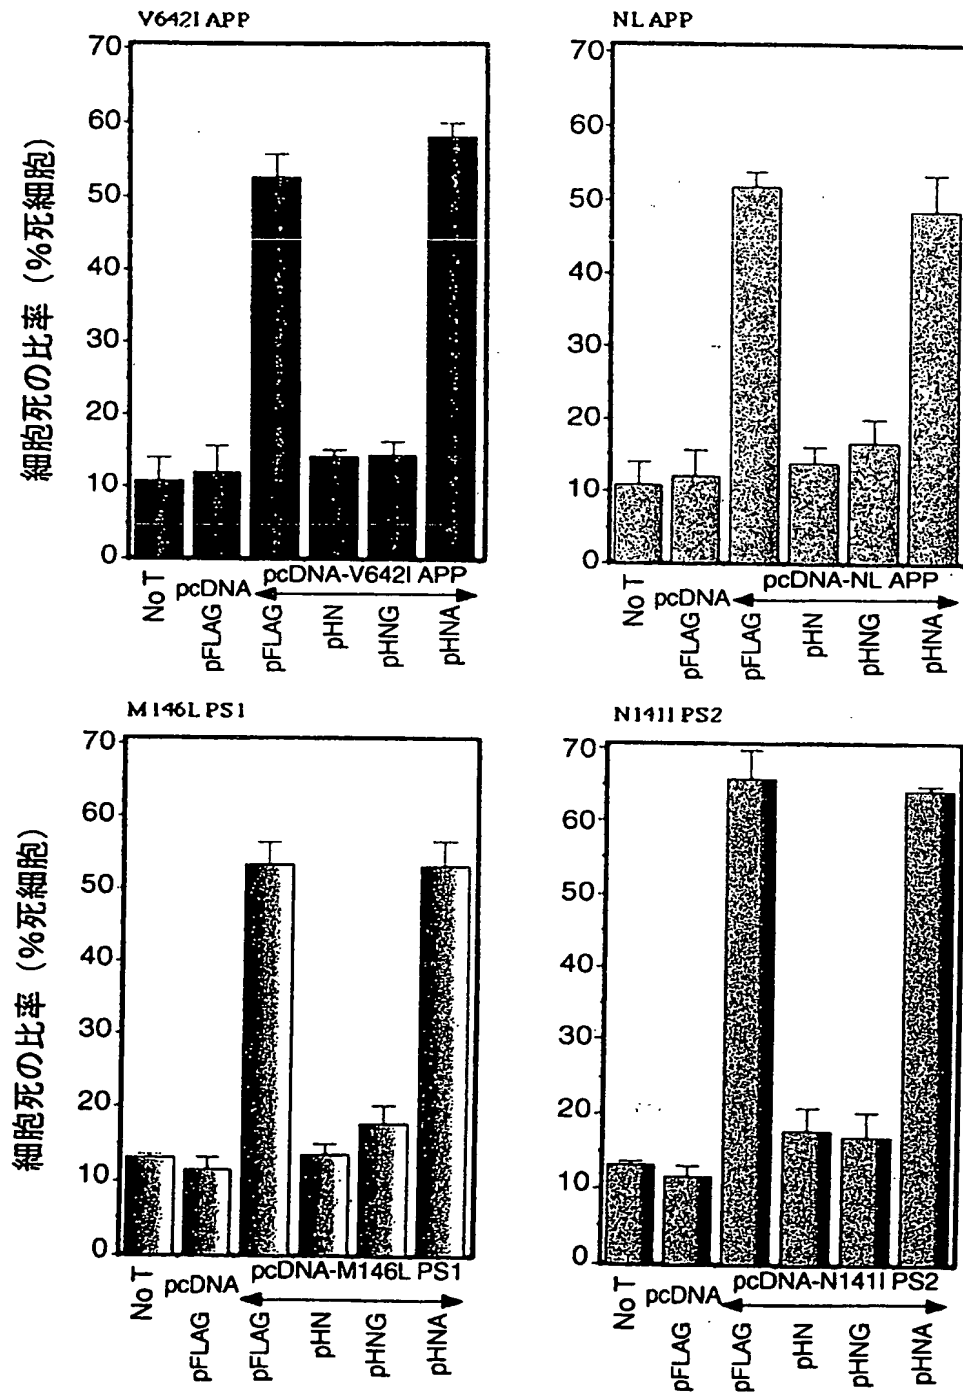 V642I APP
細胞死の比率 (%死細胞)
70
60
50
40
30
20
10
0
No T
pcDNA
pFLAG
pcDNA-V642I APP
pFLAG
pHN
pHNG
pHNA
NL APP
70
60
50
40
30
20
10
0
No T
pcDNA
pFLAG
pcDNA-NL APP
pFLAG
pHN
pHNG
pHNA
M146L PS1
細胞死の比率 (%死細胞)
70
60
50
40
30
20
10
0
No T
pcDNA
pFLAG
pcDNA-M146L PS1
pFLAG
pHN
pHNG
pHNA
N141I PS2
70
60
50
40
30
20
10
0
No T
pcDNA
pFLAG
pcDNA-N141I PS2
pFLAG
pHN
pHNG
pHNA